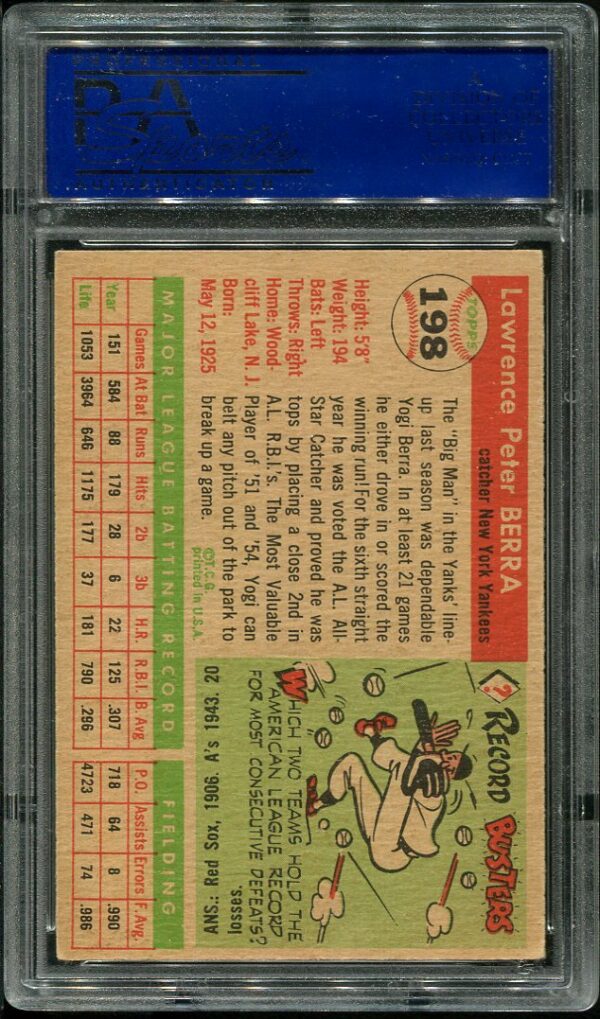 PROFESSIONAL
PSA
AUTHENTICATOR
A
DIVISION OF
COLLECTORS
UNIVERSE
Lawrence Peter BERRA
catcher New York Yankees
TOPPS
198
Height: 5'8"
Weight: 194
Bats: Left
Throws: Right
Home: Wood-
cliff Lake, N. J.
Born:
May 12, 1925
The "Big Man" in the Yanks' line-
up last season was dependable
Yogi Berra. In at least 21 games
he either drove in or scored the
winning run! For the sixth straight
year he was voted the A.L. All-
Star Catcher and proved he was
tops by placing a close 2nd in
A.L. R.B.I.'s. The Most Valuable
Player of '51 and '54, Yogi can
belt any pitch out of the park to
break up a game.
©T.C.G.
printed in U.S.A.
? RECORD BUSTERS
WHICH TWO TEAMS HOLD THE
AMERICAN LEAGUE RECORD
FOR MOST CONSECUTIVE DEFEATS?
ANS.: Red Sox, 1906. A's 1943. 20
losses.
MAJOR LEAGUE BATTING RECORD FIELDING
Games At Bat Runs Hits 2b 3b H.R. R.B.I. B. Avg P.O. Assists Errors F. Avg.
Year 151 584 88 179 28 6 22 125 .307 718 64 8 .990
Life 1053 3964 646 1175 177 37 181 790 .296 4723 471 74 .986